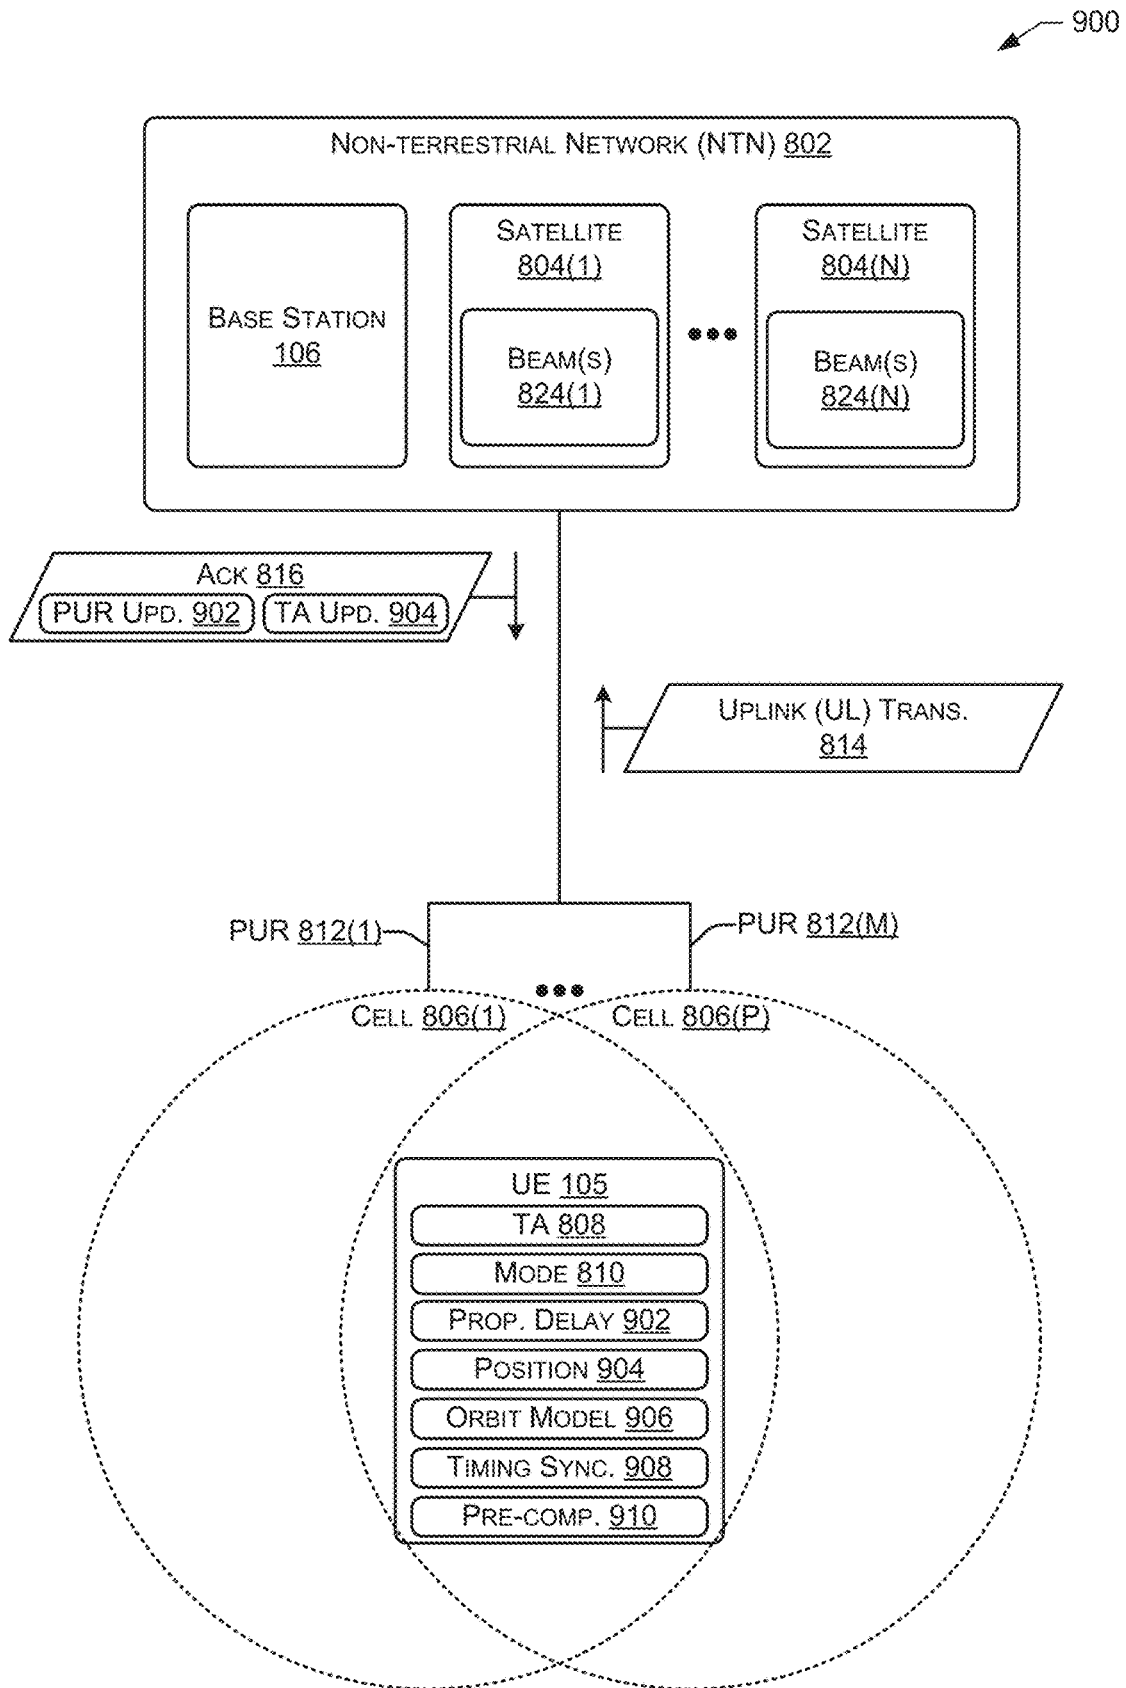 900
NON-TERRESTRIAL NETWORK (NTN) 802
BASE STATION
106
SATELLITE
804(1)
BEAM(S)
824(1)
SATELLITE
804(N)
BEAM(S)
824(N)
ACK 816
PUR UPD. 902 TA UPD. 904
UPLINK (UL) TRANS.
814
PUR 812(1)
PUR 812(M)
CELL 806(1)
CELL 806(P)
UE 105
TA 808
MODE 810
PROP. DELAY 902
POSITION 904
ORBIT MODEL 906
TIMING SYNC. 908
PRE-COMP. 910